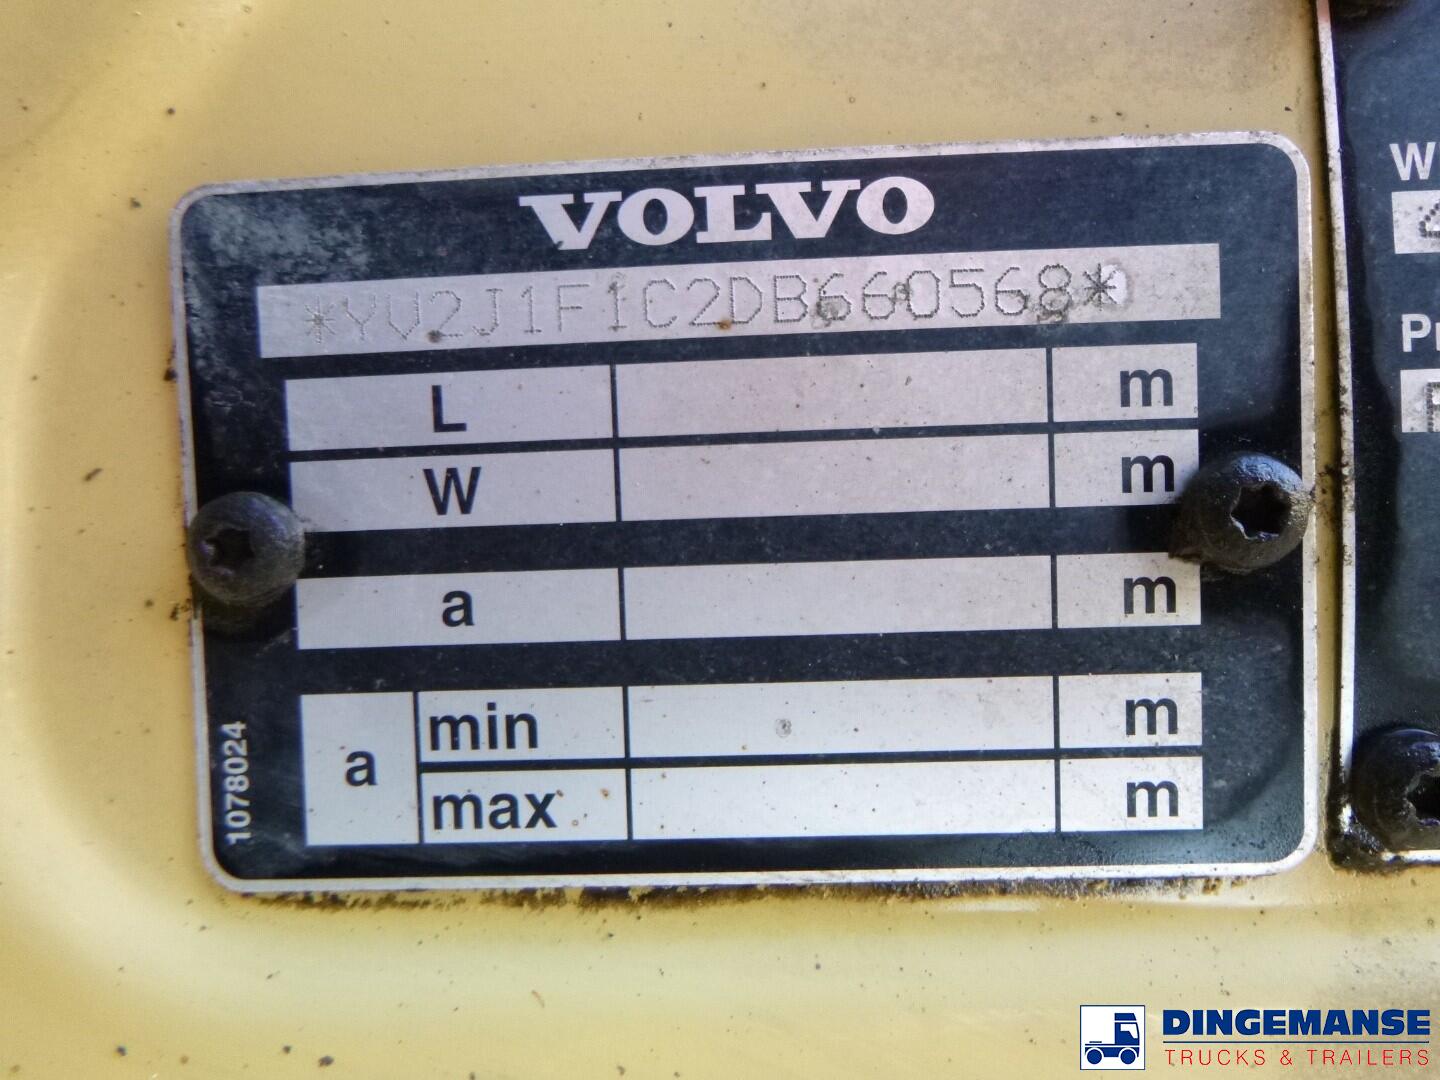 VOLVO
*YV2J1F1C2DB660568*
L m
W m
a m
a min m
max m
1078024
W
Pr
DINGEMANSE
TRUCKS & TRAILERS